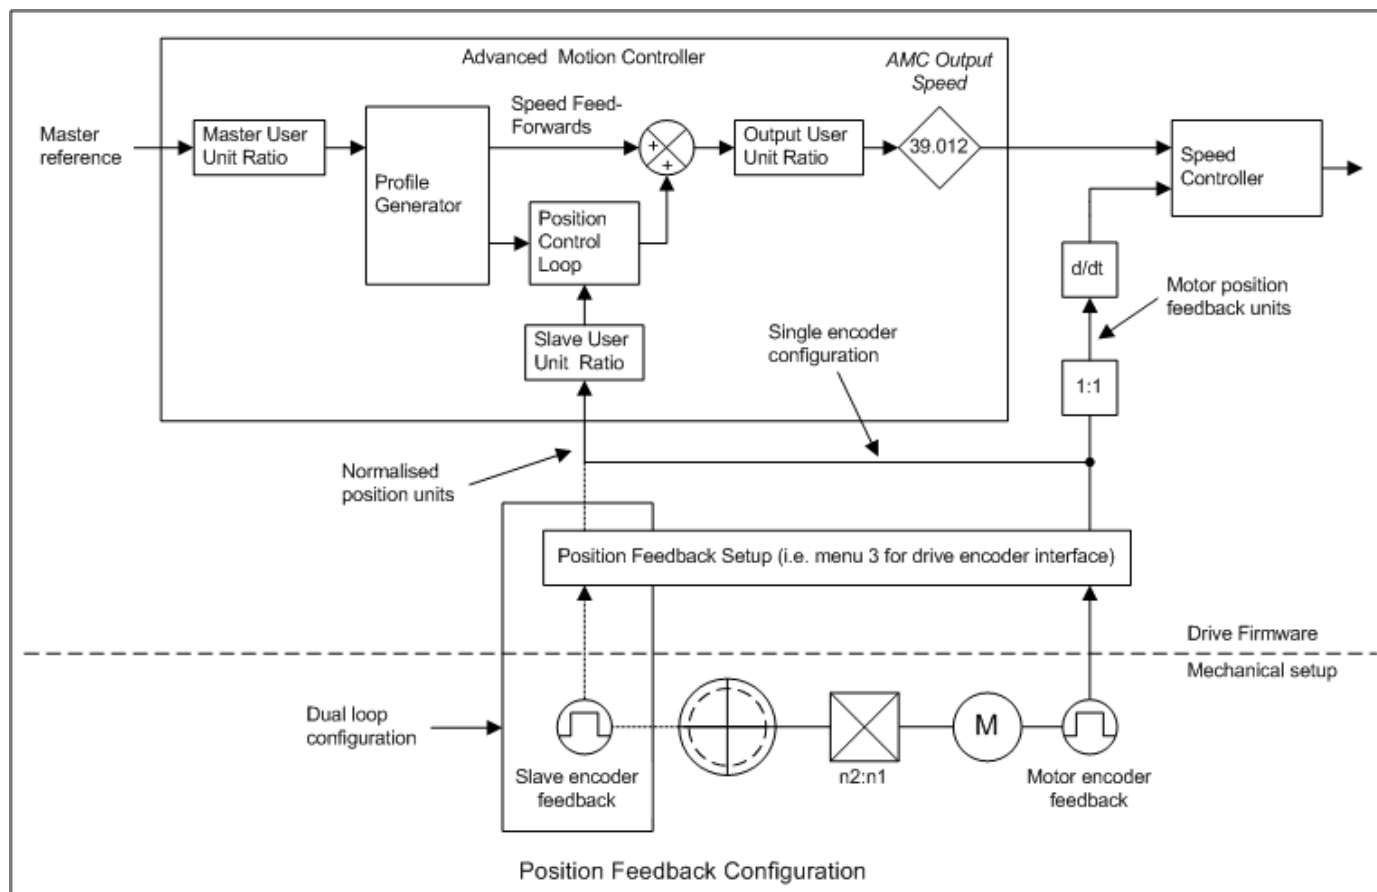 Advanced Motion Controller
AMC Output
Speed
Speed Feed-
Forwards
Master
reference
Master User
Unit Ratio
Profile
Generator
+
+
Output User
Unit Ratio
39.012
Speed
Controller
Position
Control
Loop
d/dt
Motor position
feedback units
Slave User
Unit Ratio
Single encoder
configuration
1:1
Normalised
position units
Position Feedback Setup (i.e. menu 3 for drive encoder interface)
Drive Firmware
Mechanical setup
Dual loop
configuration
M
Slave encoder
feedback
n2:n1
Motor encoder
feedback
Position Feedback Configuration